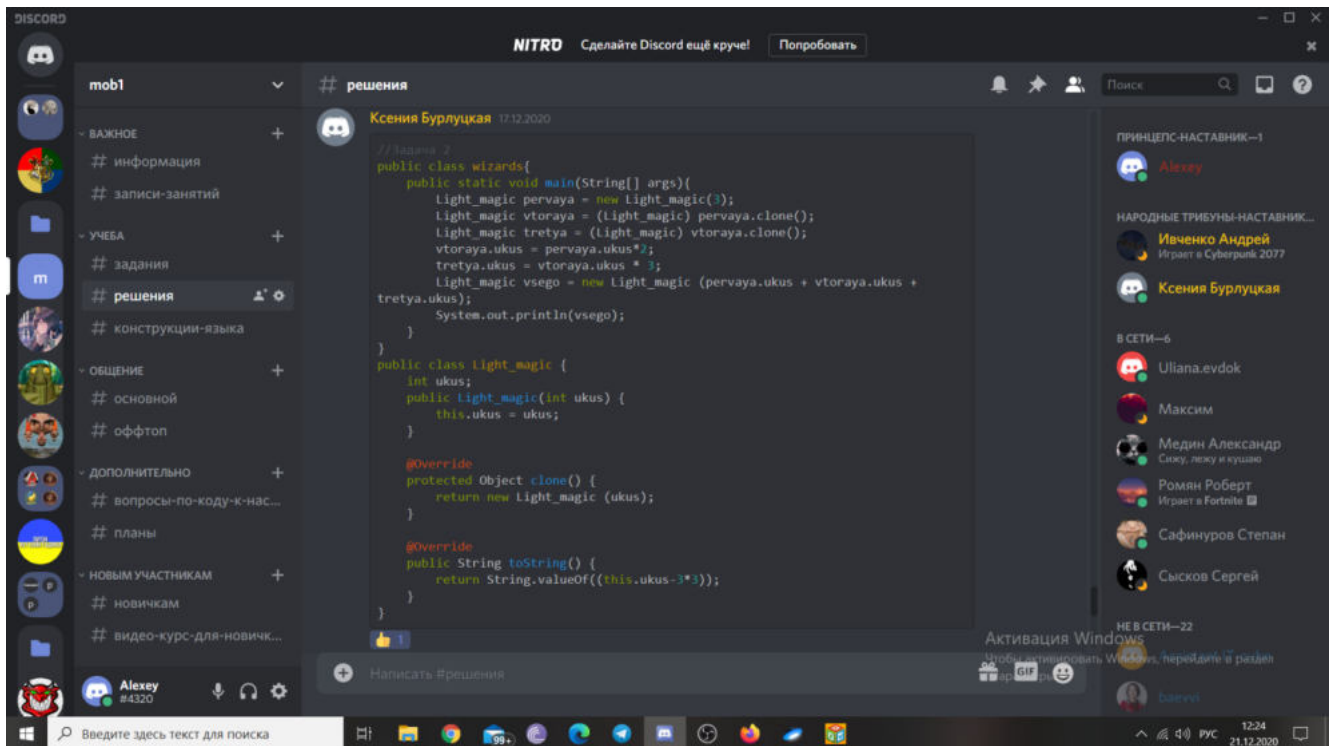 DISCORD
NITRO Сделайте Discord ещё круче! Попробовать
mob1
ВАЖНОЕ
информация
записи-занятий
УЧЕБА
задания
m
решения
конструкции-языка
ОБЩЕНИЕ
основной
оффтоп
ДОПОЛНИТЕЛЬНО
вопросы-по-коду-к-нас...
планы
НОВЫМ УЧАСТНИКАМ
новичкам
видео-курс-для-новичк...
Alexey
#4320
# решения
Поиск
Ксения Бурлуцкая 17.12.2020
//Задача 2
public class wizards{
public static void main(String[] args){
Light_magic pervaya = new Light_magic(3);
Light_magic vtoraya = (Light_magic) pervaya.clone();
Light_magic tretya = (Light_magic) vtoraya.clone();
vtoraya.ukus = pervaya.ukus*2;
tretya.ukus = vtoraya.ukus * 3;
Light_magic vsego = new Light_magic (pervaya.ukus + vtoraya.ukus +
tretya.ukus);
System.out.println(vsego);
}
}
public class Light_magic {
int ukus;
public Light_magic(int ukus) {
this.ukus = ukus;
}
@Override
protected Object clone() {
return new Light_magic (ukus);
}
@Override
public String toString() {
return String.valueOf((this.ukus-3*3));
}
}
1
Написать #решения
GIF
ПРИНЦЕПС-НАСТАВНИК—1
Alexey
НАРОДНЫЕ ТРИБУНЫ-НАСТАВНИК...
Ивченко Андрей
Играет в Cyberpunk 2077
Ксения Бурлуцкая
В СЕТИ—6
Uliana.evdok
Максим
Медин Александр
Сижу, лежу и кушаю
Ромян Роберт
Играет в Fortnite
Сафинуров Степан
Сысков Сергей
НЕ В СЕТИ—22
Активация Windows
Чтобы активировать Windows, перейдите в раздел
baevvi
Введите здесь текст для поиска
99+
РУС
12:24
21.12.2020